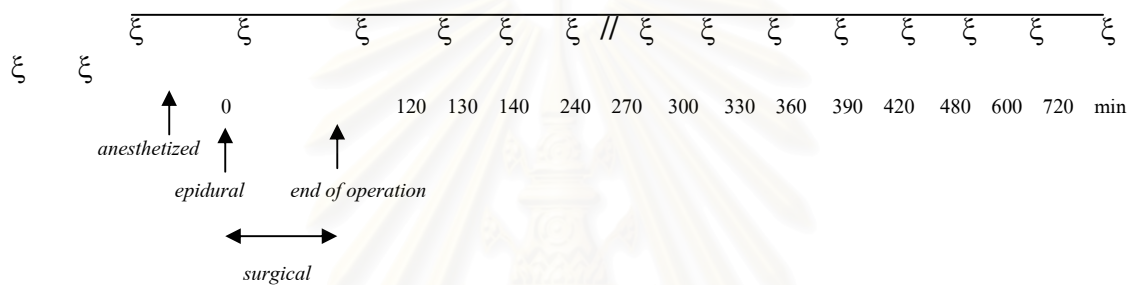 ξ ξ ξ ξ ξ ξ // ξ ξ ξ ξ ξ ξ ξ ξ
ξ ξ
0 120 130 140 240 270 300 330 360 390 420 480 600 720 min
anesthetized
epidural end of operation
surgical